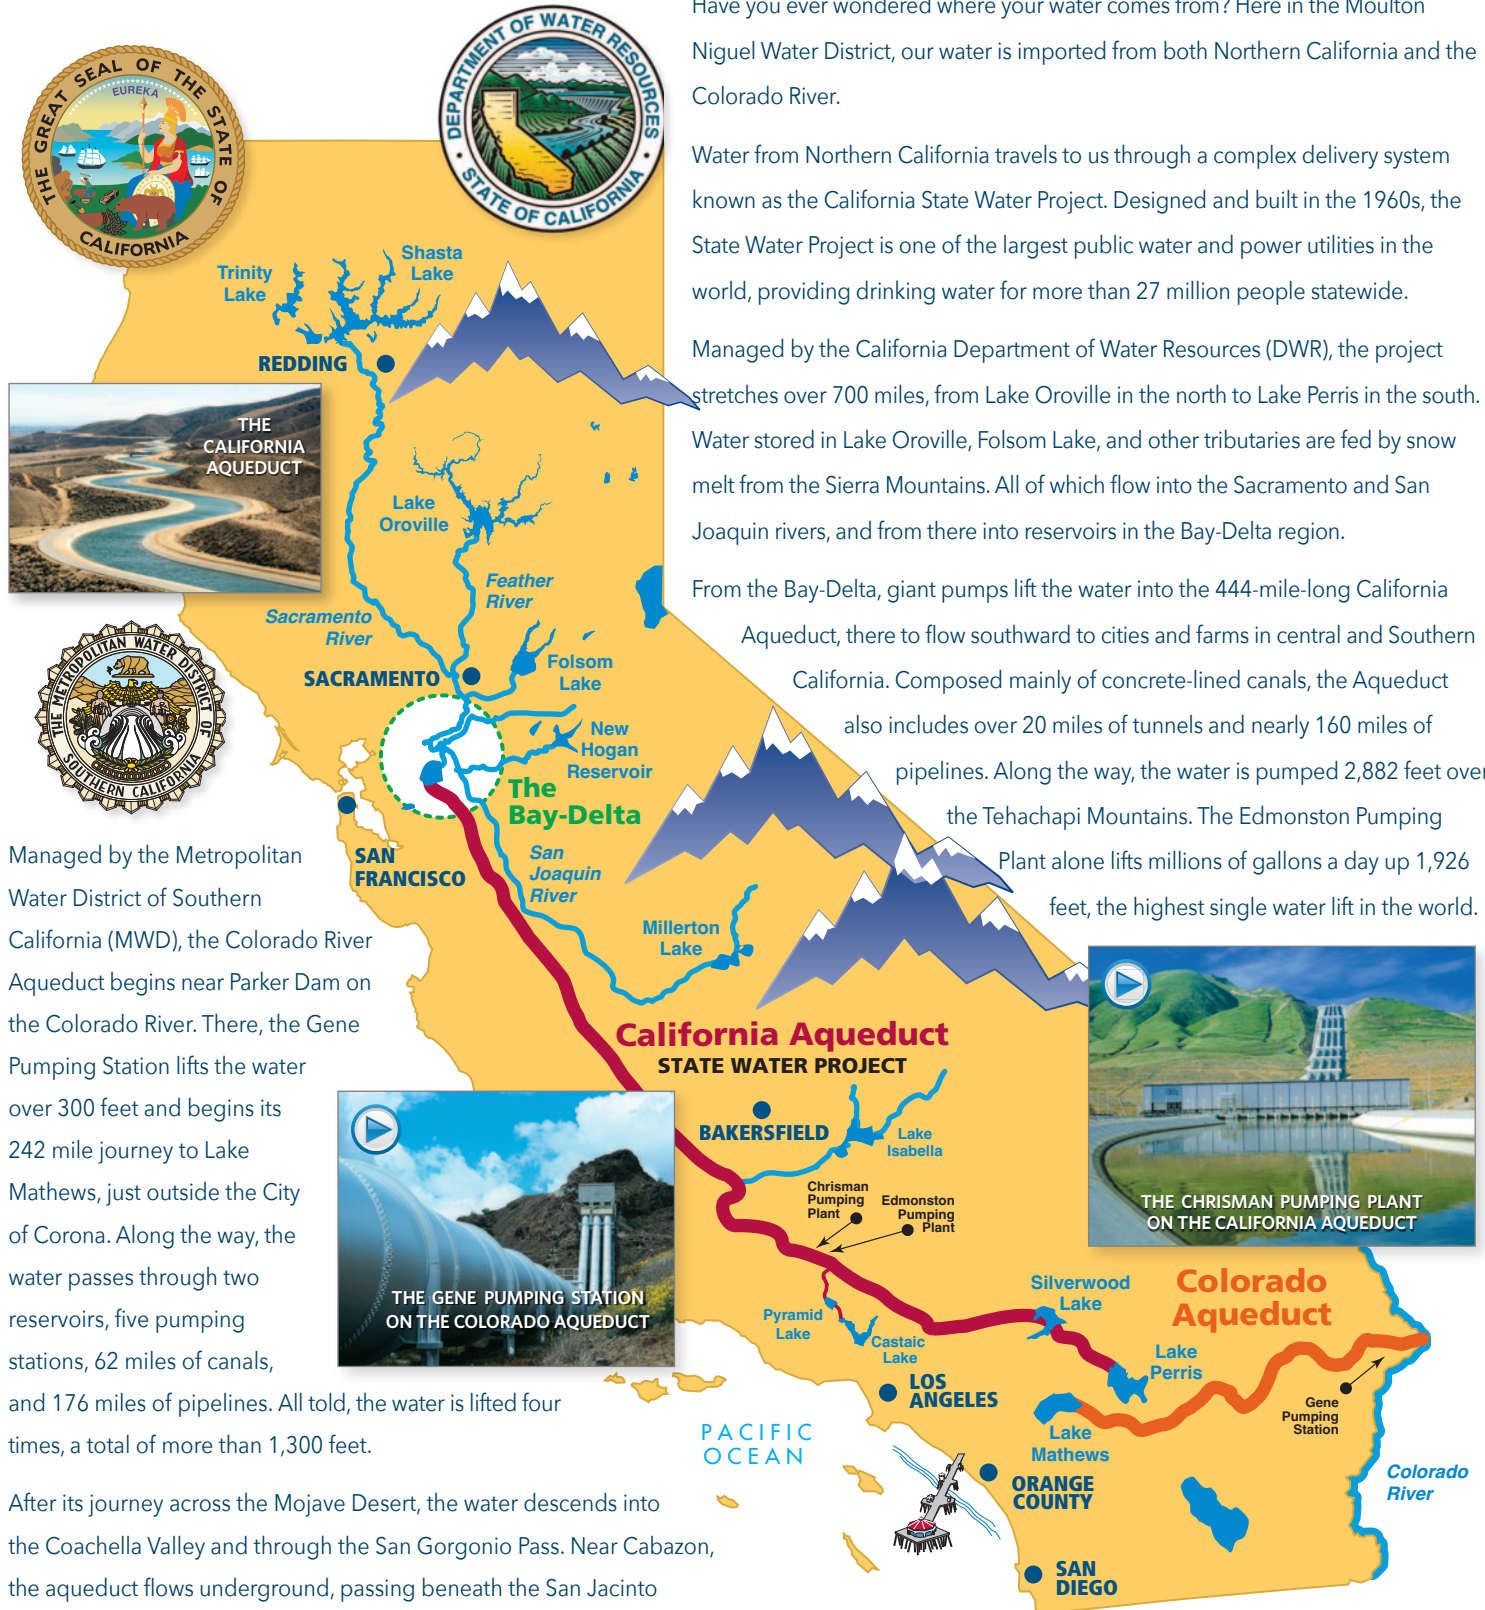 Have you ever wondered where your water comes from? Here in the Moulton
Niguel Water District, our water is imported from both Northern California and the
Colorado River.
Water from Northern California travels to us through a complex delivery system
known as the California State Water Project. Designed and built in the 1960s, the
State Water Project is one of the largest public water and power utilities in the
world, providing drinking water for more than 27 million people statewide.
Managed by the California Department of Water Resources (DWR), the project
stretches over 700 miles, from Lake Oroville in the north to Lake Perris in the south.
Water stored in Lake Oroville, Folsom Lake, and other tributaries are fed by snow
melt from the Sierra Mountains. All of which flow into the Sacramento and San
Joaquin rivers, and from there into reservoirs in the Bay-Delta region.
From the Bay-Delta, giant pumps lift the water into the 444-mile-long California
Aqueduct, there to flow southward to cities and farms in central and Southern
California. Composed mainly of concrete-lined canals, the Aqueduct
also includes over 20 miles of tunnels and nearly 160 miles of
pipelines. Along the way, the water is pumped 2,882 feet over
the Tehachapi Mountains. The Edmonston Pumping
Plant alone lifts millions of gallons a day up 1,926
feet, the highest single water lift in the world.
THE GREAT SEAL OF THE STATE OF
CALIFORNIA
EUREKA
DEPARTMENT OF WATER RESOURCES
STATE OF CALIFORNIA
Trinity
Lake
Shasta
Lake
REDDING
THE
CALIFORNIA
AQUEDUCT
Lake
Oroville
Feather
River
Sacramento
River
SACRAMENTO
Folsom
Lake
THE METROPOLITAN WATER DISTRICT OF
SOUTHERN CALIFORNIA
New
Hogan
Reservoir
The
Bay-Delta
SAN
FRANCISCO
San
Joaquin
River
Millerton
Lake
California Aqueduct
STATE WATER PROJECT
BAKERSFIELD
Lake
Isabella
Chrisman
Pumping
Plant
Edmonston
Pumping
Plant
THE CHRISMAN PUMPING PLANT
ON THE CALIFORNIA AQUEDUCT
THE GENE PUMPING STATION
ON THE COLORADO AQUEDUCT
Silverwood
Lake
Colorado
Aqueduct
Pyramid
Lake
Castaic
Lake
Lake
Perris
LOS
ANGELES
Gene
Pumping
Station
Lake
Mathews
PACIFIC
OCEAN
ORANGE
COUNTY
Colorado
River
SAN
DIEGO
Managed by the Metropolitan
Water District of Southern
California (MWD), the Colorado River
Aqueduct begins near Parker Dam on
the Colorado River. There, the Gene
Pumping Station lifts the water
over 300 feet and begins its
242 mile journey to Lake
Mathews, just outside the City
of Corona. Along the way, the
water passes through two
reservoirs, five pumping
stations, 62 miles of canals,
and 176 miles of pipelines. All told, the water is lifted four
times, a total of more than 1,300 feet.
After its journey across the Mojave Desert, the water descends into
the Coachella Valley and through the San Gorgonio Pass. Near Cabazon,
the aqueduct flows underground, passing beneath the San Jacinto